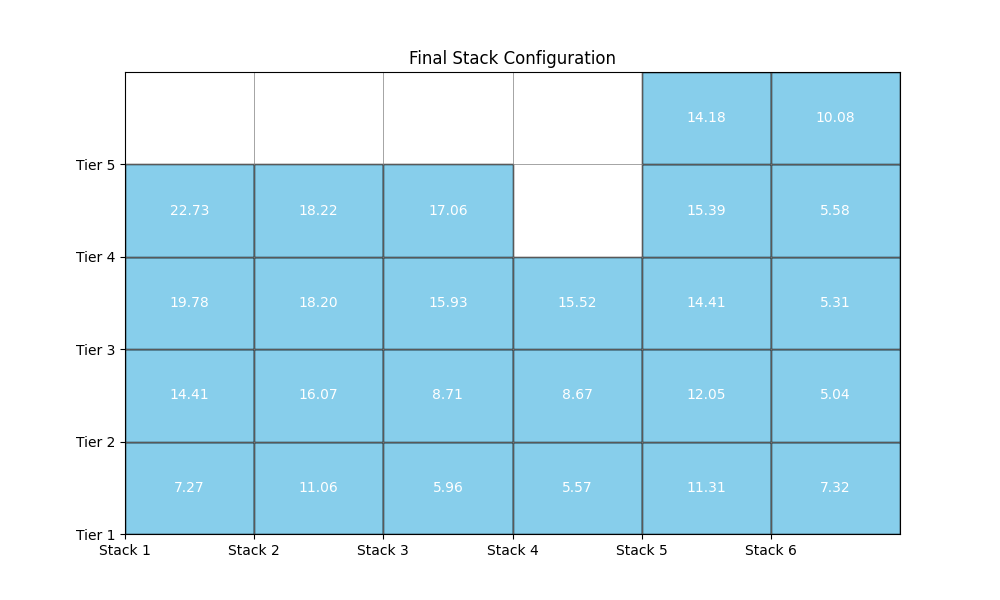 Final Stack Configuration
14.18 10.08
Tier 5
22.73 18.22 17.06 15.39 5.58
Tier 4
19.78 18.20 15.93 15.52 14.41 5.31
Tier 3
14.41 16.07 8.71 8.67 12.05 5.04
Tier 2
7.27 11.06 5.96 5.57 11.31 7.32
Tier 1
Stack 1 Stack 2 Stack 3 Stack 4 Stack 5 Stack 6